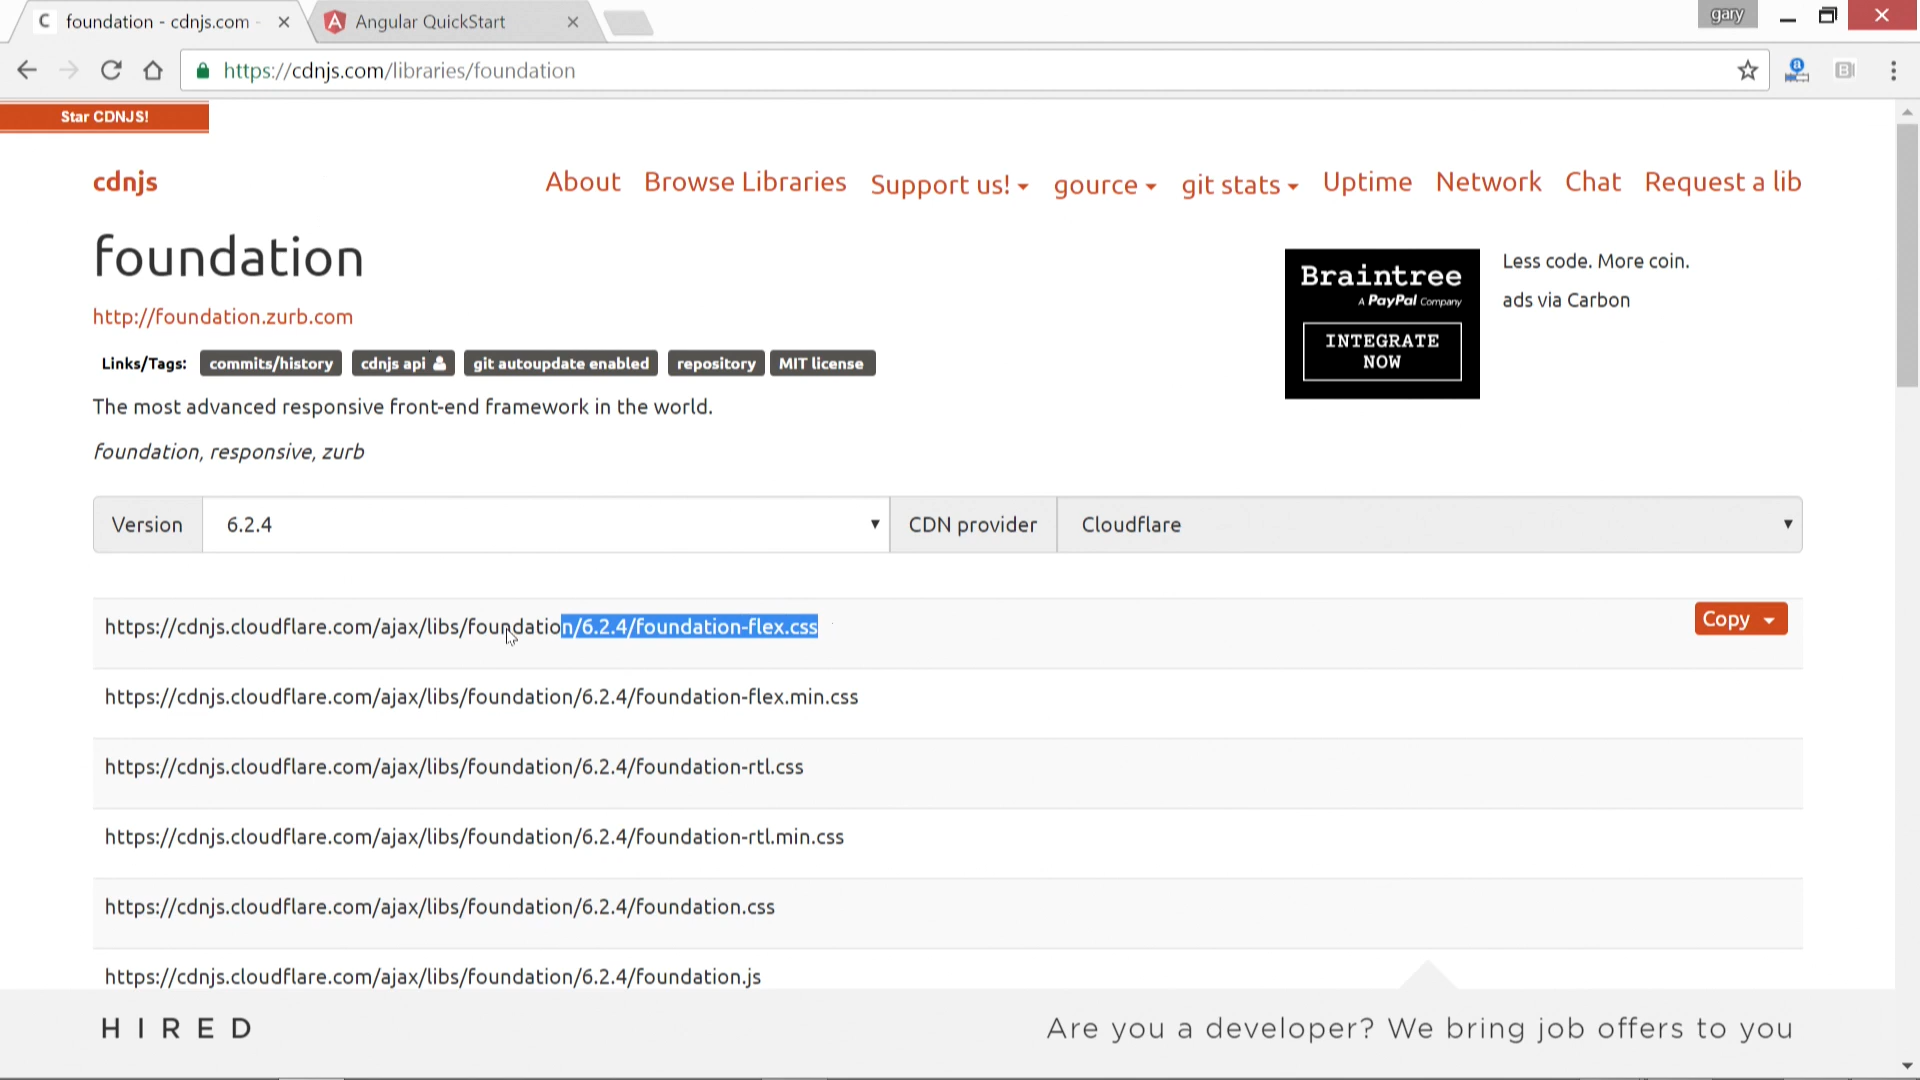 foundation - cdnjs.com
Angular QuickStart
gary
https://cdnjs.com/libraries/foundation
Star CDNJS!
cdnjs
About Browse Libraries Support us! gource git stats Uptime Network Chat Request a lib
foundation
http://foundation.zurb.com
Links/Tags: commits/history cdnjs api git autoupdate enabled repository MIT license
The most advanced responsive front-end framework in the world.
foundation, responsive, zurb
Braintree
A PayPal Company
INTEGRATE
NOW
Less code. More coin.
ads via Carbon
Version 6.2.4 CDN provider Cloudflare
https://cdnjs.cloudflare.com/ajax/libs/foundation/6.2.4/foundation-flex.css
Copy
https://cdnjs.cloudflare.com/ajax/libs/foundation/6.2.4/foundation-flex.min.css
https://cdnjs.cloudflare.com/ajax/libs/foundation/6.2.4/foundation-rtl.css
https://cdnjs.cloudflare.com/ajax/libs/foundation/6.2.4/foundation-rtl.min.css
https://cdnjs.cloudflare.com/ajax/libs/foundation/6.2.4/foundation.css
https://cdnjs.cloudflare.com/ajax/libs/foundation/6.2.4/foundation.js
HIRED
Are you a developer? We bring job offers to you